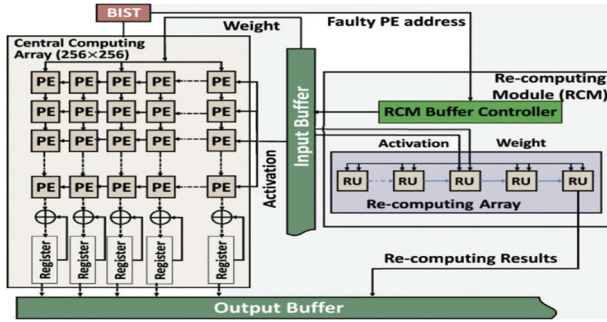 BIST
Weight
Faulty PE address
Central Computing
Array (256×256)
Re-computing
Module (RCM)
PE PE PE PE PE
PE PE PE PE PE
PE PE PE PE PE
PE PE PE PE PE
Activation
Input Buffer
RCM Buffer Controller
Activation
Weight
RU RU RU RU RU
Re-computing Array
Register Register Register Register Register
Re-computing Results
Output Buffer